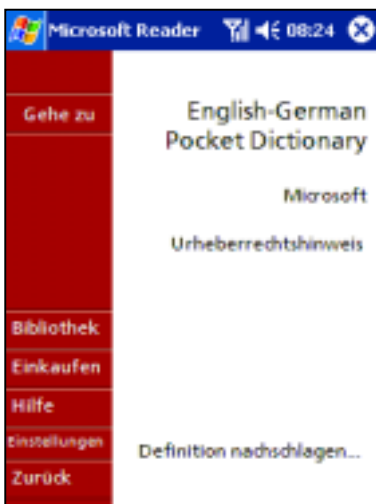 Microsoft Reader 08:24
Gehe zu
English-German
Pocket Dictionary
Microsoft
Urheberrechtshinweis
Bibliothek
Einkaufen
Hilfe
Einstellungen
Definition nachschlagen...
Zurück